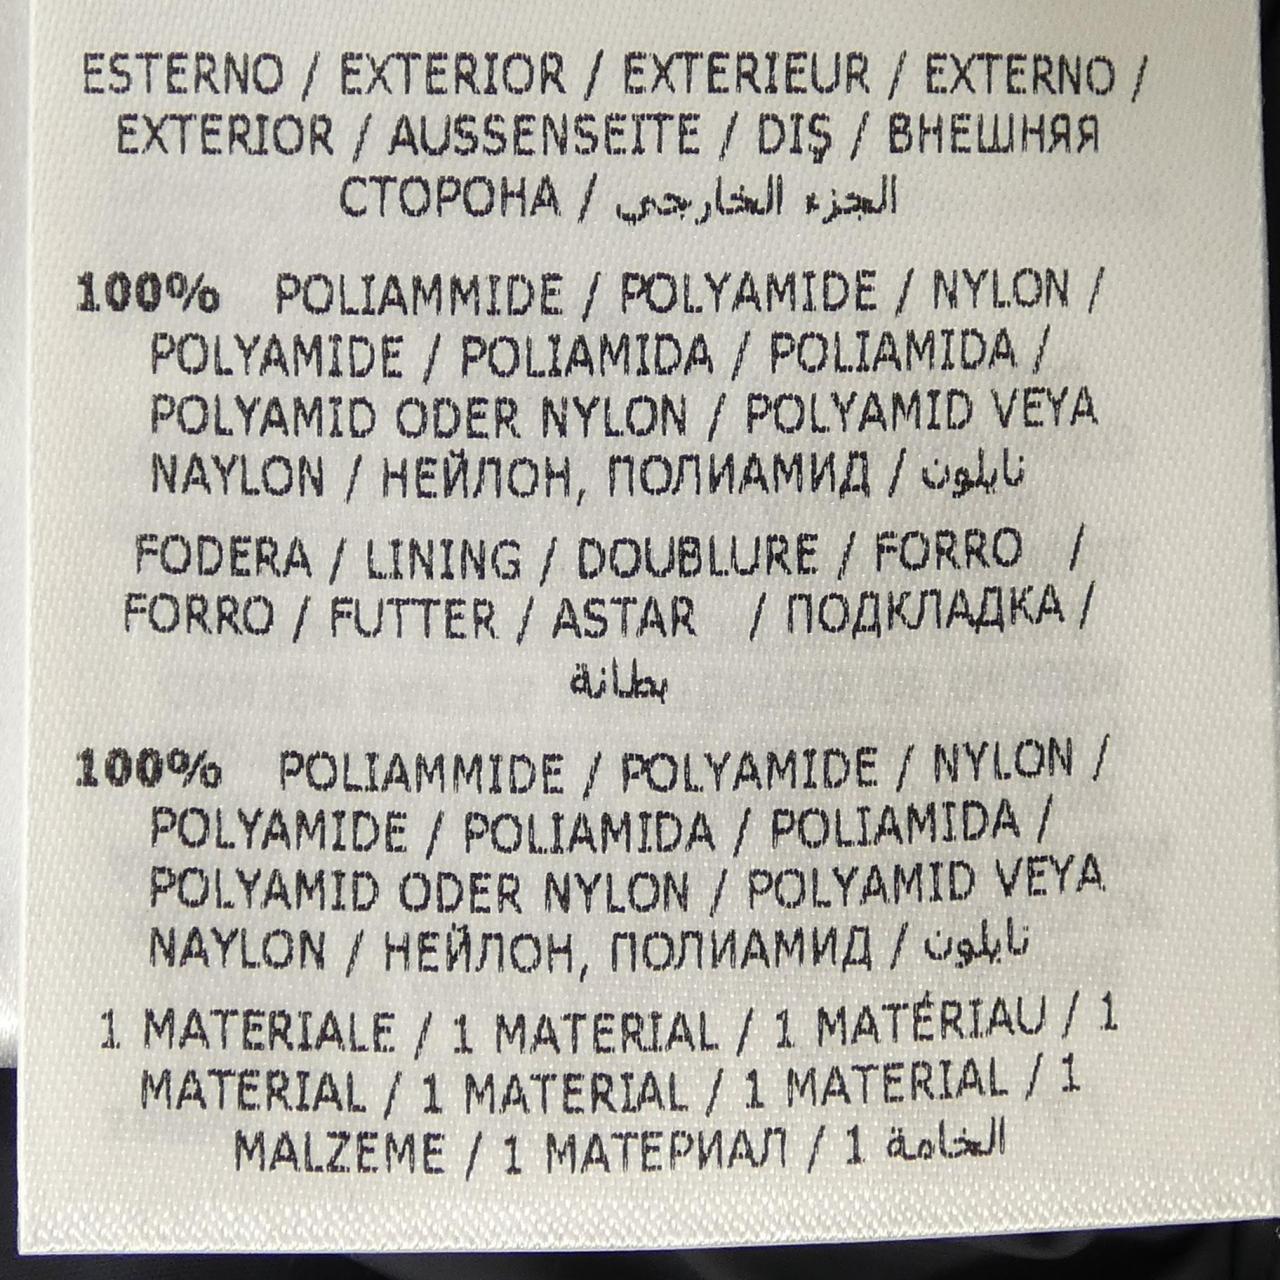 ESTERNO / EXTERIOR / EXTERIEUR / EXTERNO /
EXTERIOR / AUSSENSEITE / DIŞ / ВНЕШНЯЯ
СТОРОНА / الجزء الخارجي
100% POLIAMMIDE / POLYAMIDE / NYLON /
POLYAMIDE / POLIAMIDA / POLIAMIDA /
POLYAMID ODER NYLON / POLYAMID VEYA
NAYLON / НЕЙЛОН, ПОЛИАМИД / نايلون
FODERA / LINING / DOUBLURE / FORRO /
FORRO / FUTTER / ASTAR / ПОДКЛАДКА /
بطانة
100% POLIAMMIDE / POLYAMIDE / NYLON /
POLYAMIDE / POLIAMIDA / POLIAMIDA /
POLYAMID ODER NYLON / POLYAMID VEYA
NAYLON / НЕЙЛОН, ПОЛИАМИД / نايلون
1 MATERIALE / 1 MATERIAL / 1 MATÉRIAU / 1
MATERIAL / 1 MATERIAL / 1 MATERIAL / 1
MALZEME / 1 МАТЕРИАЛ / 1 الخامة